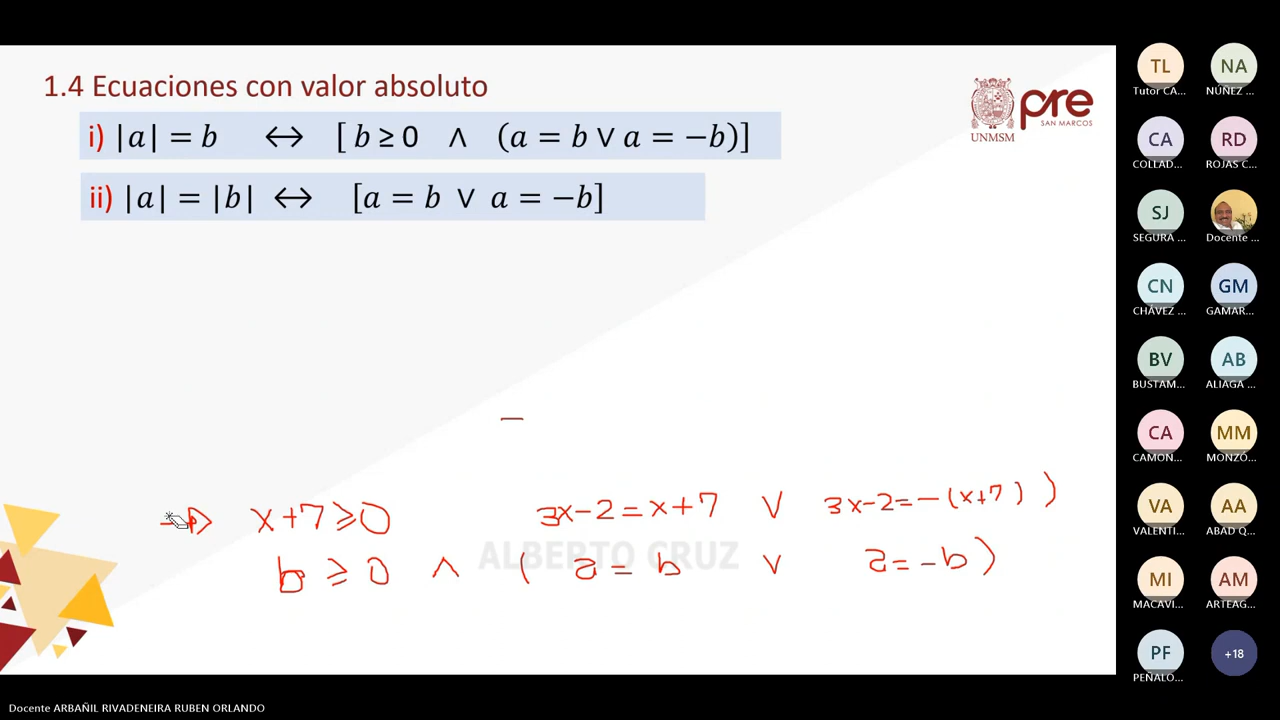 1.4 Ecuaciones con valor absoluto
i) |a| = b ↔ [ b ≥ 0 ∧ (a = b ∨ a = −b)]
ii) |a| = |b| ↔ [a = b ∨ a = −b]
UNMSM
pre
SAN MARCOS
−
x+7 ≥ 0 3x-2 = x+7 ∨ 3x-2 = -(x+7) )
ALBERTO CRUZ
b ≥ 0 ∧ ( a = b ∨ a = -b )
TL
Tutor CA...
NA
NÚÑEZ ...
CA
COLLAD...
RD
ROJAS C...
SJ
SEGURA ...
Docente ...
CN
CHÁVEZ ...
GM
GAMAR...
BV
BUSTAM...
AB
ALIAGA ...
CA
CAMON...
MM
MONZÓ...
VA
VALENTI...
AA
ABAD Q...
MI
MACAVI...
AM
ARTEAG...
PF
PEÑALO...
+18
Docente ARBAÑIL RIVADENEIRA RUBEN ORLANDO